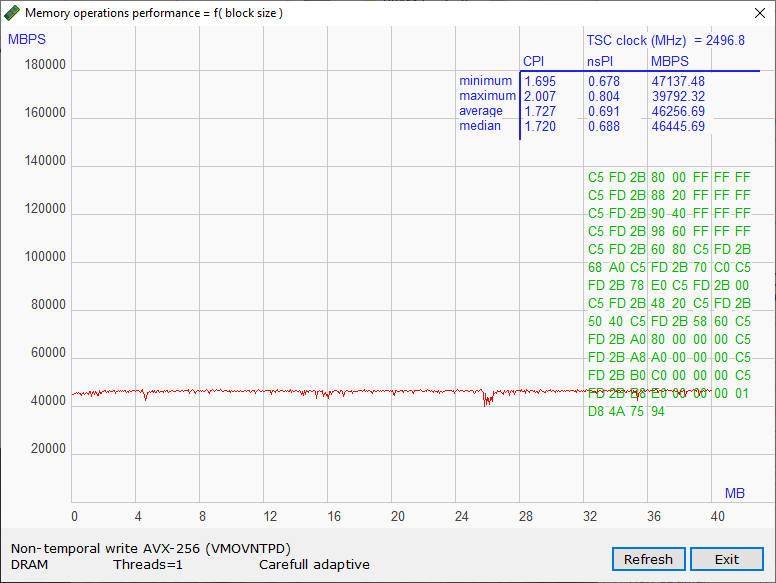 Memory operations performance = f( block size )
MBPS
TSC clock (MHz) = 2496.8
CPI nsPI MBPS
minimum 1.695 0.678 47137.48
maximum 2.007 0.804 39792.32
average 1.727 0.691 46256.69
median 1.720 0.688 46445.69
180000
160000
140000
120000
100000
80000
60000
40000
20000
C5 FD 2B 80 00 FF FF FF
C5 FD 2B 88 20 FF FF FF
C5 FD 2B 90 40 FF FF FF
C5 FD 2B 98 60 FF FF FF
C5 FD 2B 60 80 C5 FD 2B
68 A0 C5 FD 2B 70 C0 C5
FD 2B 78 E0 C5 FD 2B 00
C5 FD 2B 48 20 C5 FD 2B
50 40 C5 FD 2B 58 60 C5
FD 2B A0 80 00 00 00 C5
FD 2B A8 A0 00 00 00 C5
FD 2B B0 C0 00 00 00 C5
FD 2B B8 E0 00 00 00 01
D8 4A 75 94
MB
0 4 8 12 16 20 24 28 32 36 40
Non-temporal write AVX-256 (VMOVNTPD)
DRAM Threads=1 Carefull adaptive
Refresh Exit